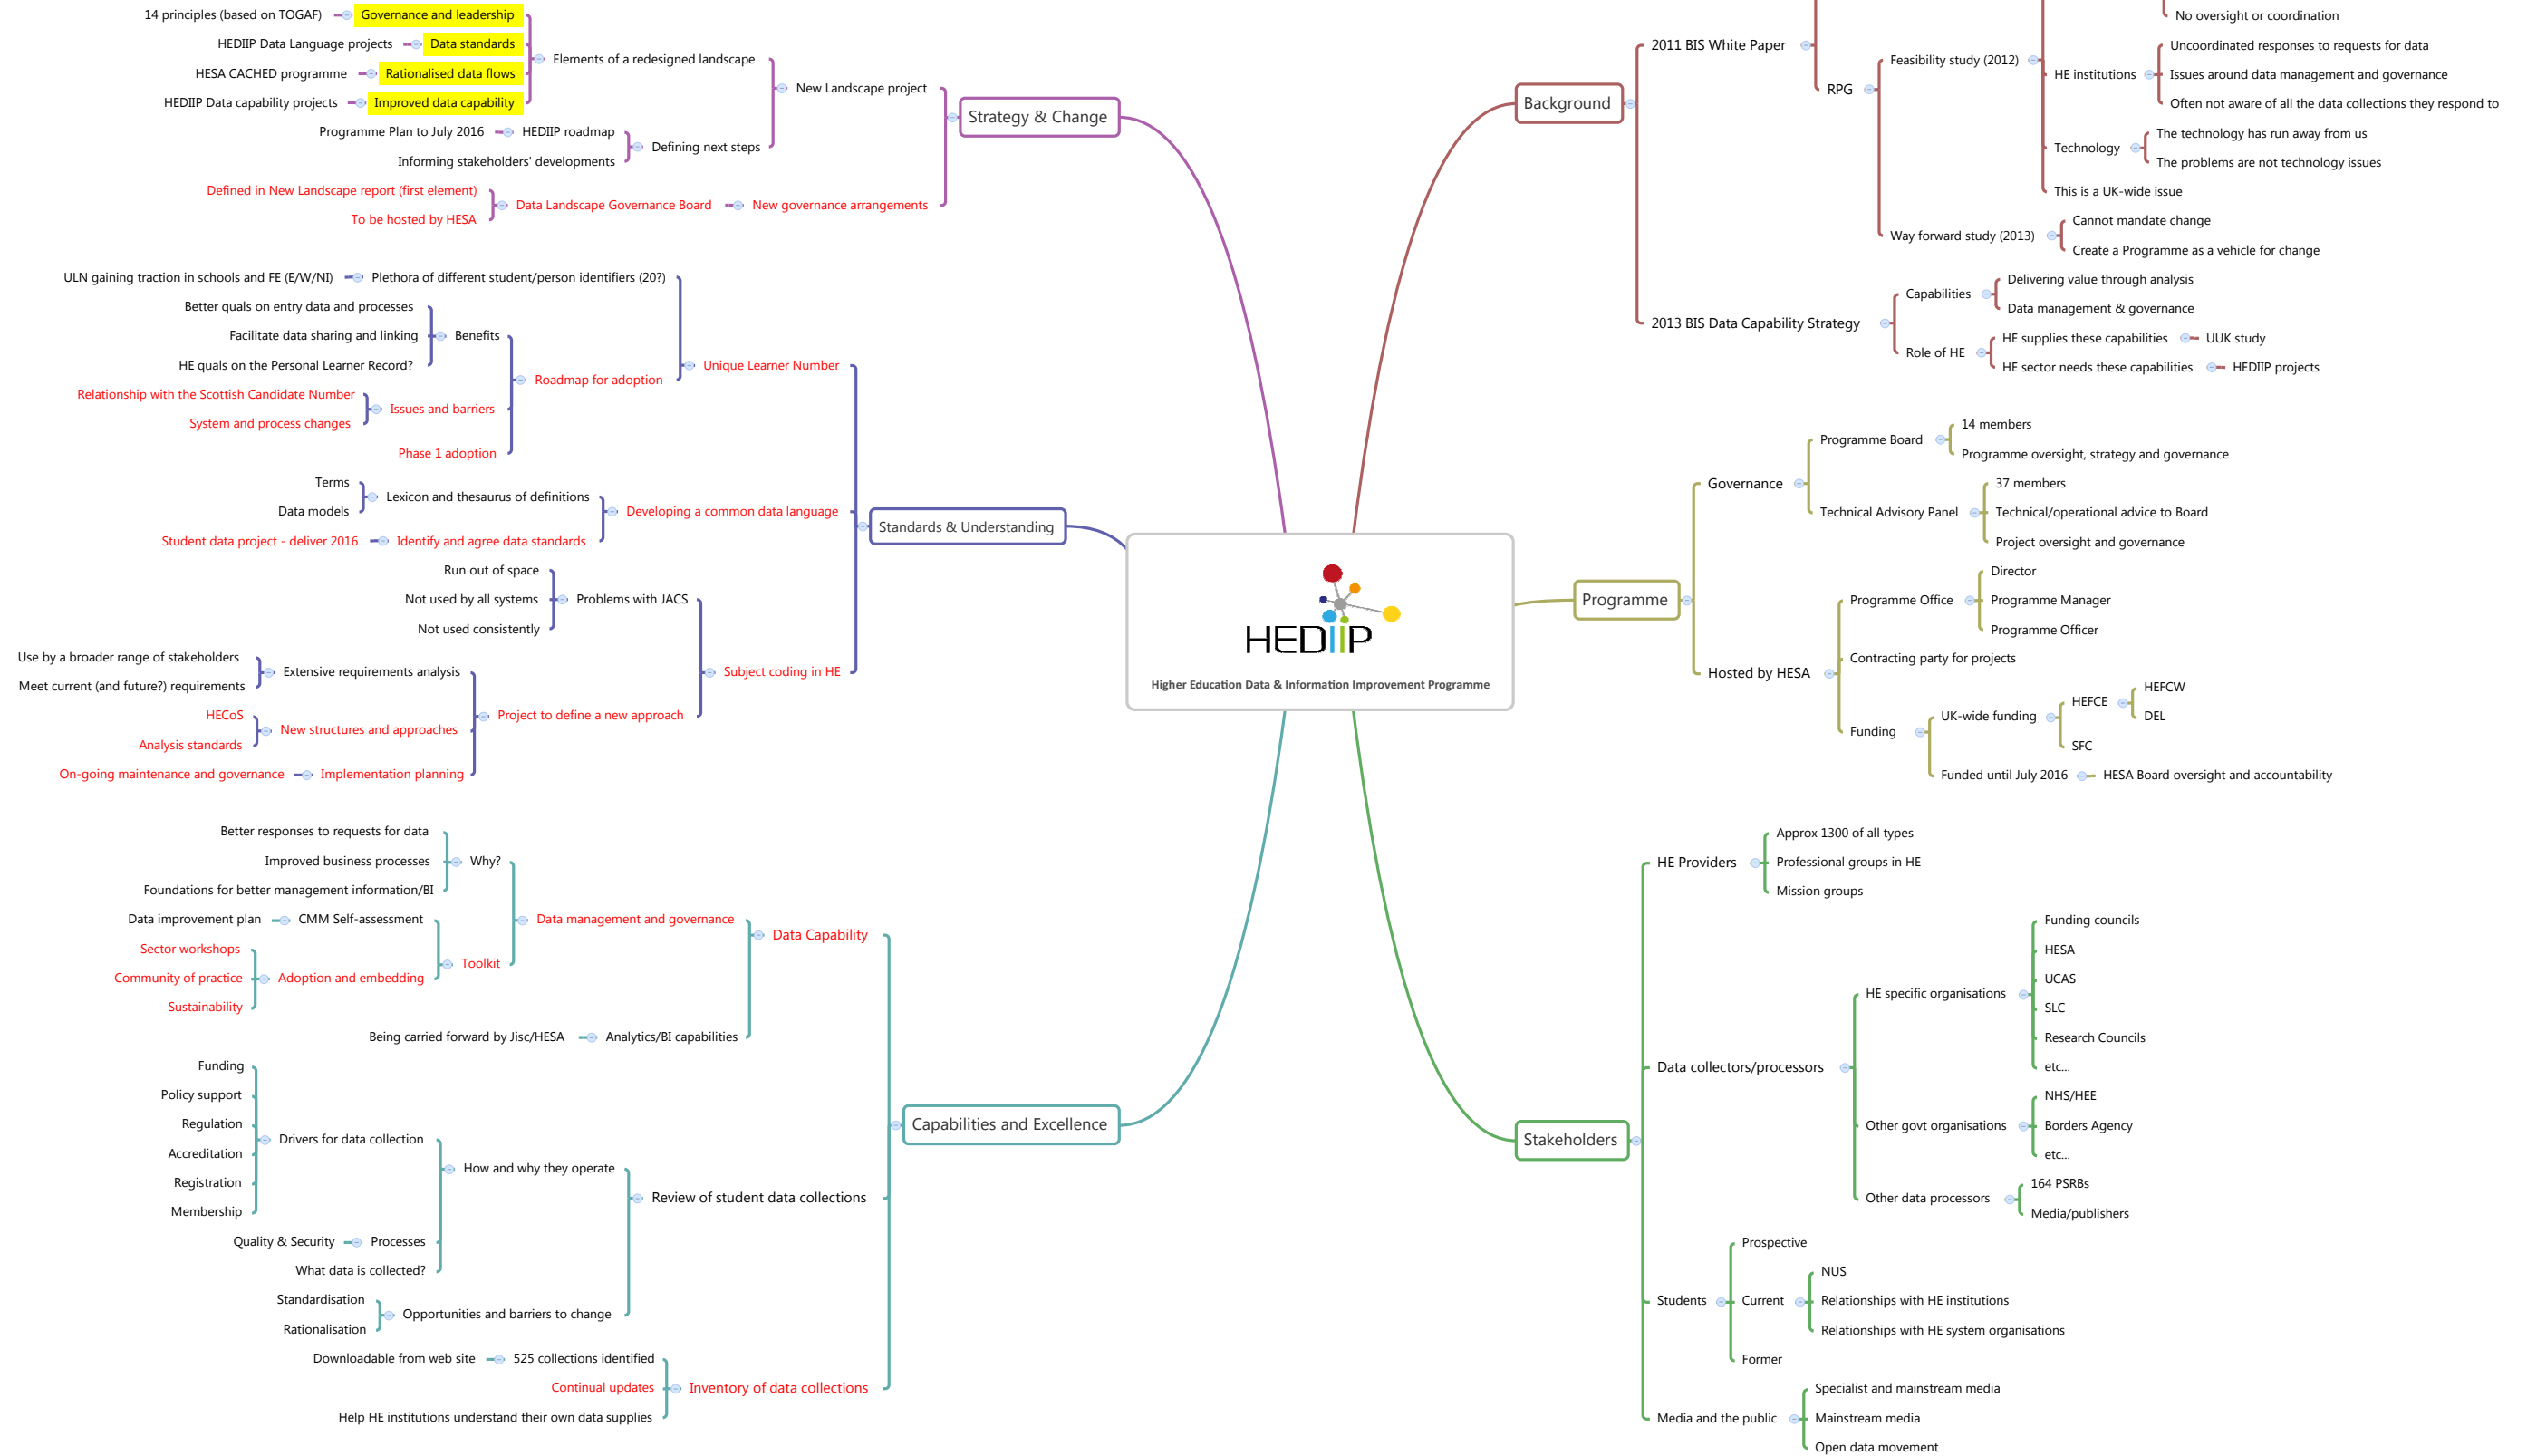 HEDIIP
Higher Education Data & Information Improvement Programme
Strategy & Change
New Landscape project
Elements of a redesigned landscape
Governance and leadership
14 principles (based on TOGAF)
Data standards
HEDIIP Data Language projects
Rationalised data flows
HESA CACHED programme
Improved data capability
HEDIIP Data capability projects
Defining next steps
HEDIIP roadmap
Programme Plan to July 2016
Informing stakeholders' developments
New governance arrangements
Data Landscape Governance Board
Defined in New Landscape report (first element)
To be hosted by HESA
Standards & Understanding
Unique Learner Number
Plethora of different student/person identifiers (20?)
ULN gaining traction in schools and FE (E/W/NI)
Roadmap for adoption
Benefits
Better quals on entry data and processes
Facilitate data sharing and linking
HE quals on the Personal Learner Record?
Issues and barriers
Relationship with the Scottish Candidate Number
System and process changes
Phase 1 adoption
Developing a common data language
Lexicon and thesaurus of definitions
Terms
Data models
Identify and agree data standards
Student data project - deliver 2016
Subject coding in HE
Problems with JACS
Run out of space
Not used by all systems
Not used consistently
Project to define a new approach
Extensive requirements analysis
Use by a broader range of stakeholders
Meet current (and future?) requirements
New structures and approaches
HECoS
Analysis standards
Implementation planning
On-going maintenance and governance
Capabilities and Excellence
Data Capability
Data management and governance
Why?
Better responses to requests for data
Improved business processes
Foundations for better management information/BI
Toolkit
CMM Self-assessment
Data improvement plan
Adoption and embedding
Sector workshops
Community of practice
Sustainability
Analytics/BI capabilities
Being carried forward by Jisc/HESA
Review of student data collections
How and why they operate
Drivers for data collection
Funding
Policy support
Regulation
Accreditation
Registration
Membership
Processes
Quality & Security
What data is collected?
Opportunities and barriers to change
Standardisation
Rationalisation
Inventory of data collections
525 collections identified
Downloadable from web site
Continual updates
Help HE institutions understand their own data supplies
Background
2011 BIS White Paper
RPG
Feasibility study (2012)
No oversight or coordination
HE institutions
Uncoordinated responses to requests for data
Issues around data management and governance
Often not aware of all the data collections they respond to
Technology
The technology has run away from us
The problems are not technology issues
This is a UK-wide issue
Way forward study (2013)
Cannot mandate change
Create a Programme as a vehicle for change
2013 BIS Data Capability Strategy
Capabilities
Delivering value through analysis
Data management & governance
Role of HE
HE supplies these capabilities
UUK study
HE sector needs these capabilities
HEDIIP projects
Programme
Governance
Programme Board
14 members
Programme oversight, strategy and governance
Technical Advisory Panel
37 members
Technical/operational advice to Board
Project oversight and governance
Hosted by HESA
Programme Office
Director
Programme Manager
Programme Officer
Contracting party for projects
Funding
UK-wide funding
HEFCE
HEFCW
DEL
SFC
Funded until July 2016
HESA Board oversight and accountability
Stakeholders
HE Providers
Approx 1300 of all types
Professional groups in HE
Mission groups
Data collectors/processors
HE specific organisations
Funding councils
HESA
UCAS
SLC
Research Councils
etc...
Other govt organisations
NHS/HEE
Borders Agency
etc...
Other data processors
164 PSRBs
Media/publishers
Students
Prospective
Current
NUS
Relationships with HE institutions
Relationships with HE system organisations
Former
Media and the public
Specialist and mainstream media
Mainstream media
Open data movement